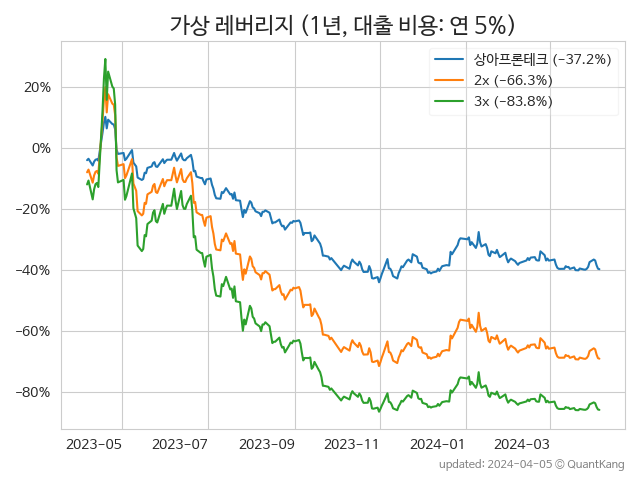 가상 레버리지 (1년, 대출 비용: 연 5%)
상아프론테크 (−37.2%)
2x (−66.3%)
3x (−83.8%)
20%
0%
−20%
−40%
−60%
−80%
2023-05 2023-07 2023-09 2023-11 2024-01 2024-03
updated: 2024-04-05 © QuantKang